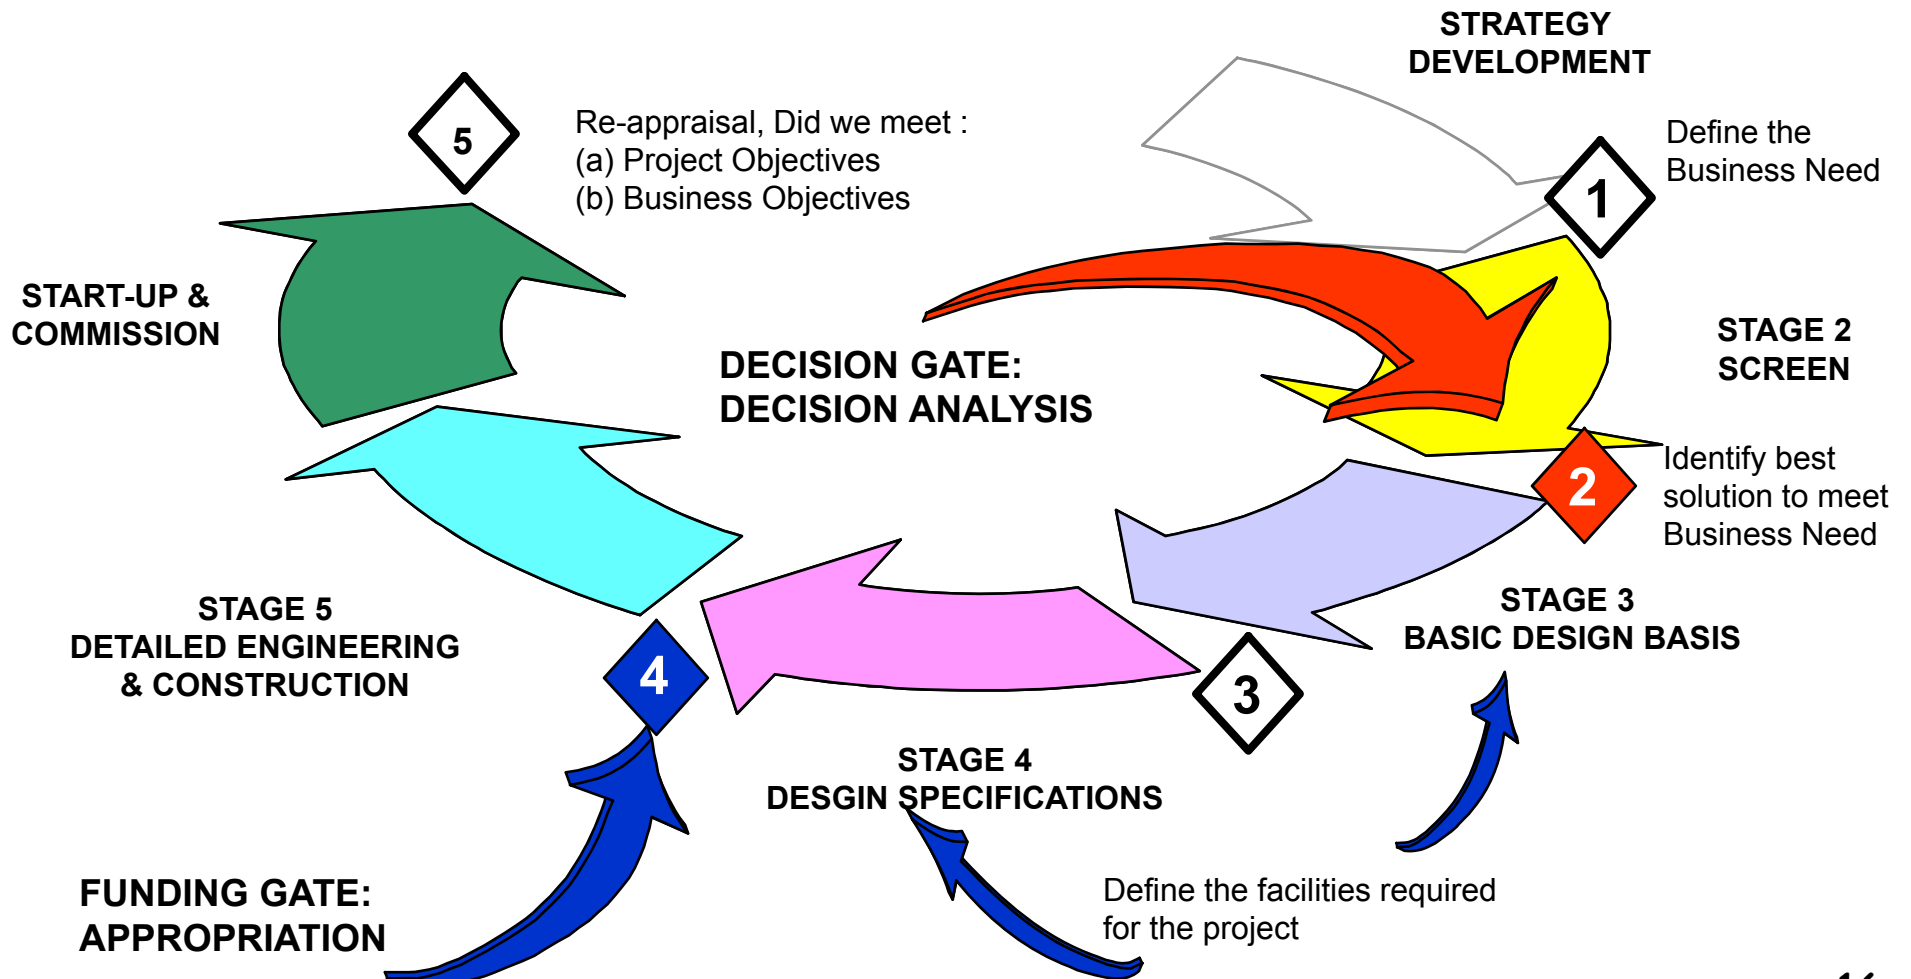 STRATEGY
DEVELOPMENT
5
Re-appraisal, Did we meet :
(a) Project Objectives
(b) Business Objectives
1
Define the
Business Need
START-UP &
COMMISSION
DECISION GATE:
DECISION ANALYSIS
STAGE 2
SCREEN
2
Identify best
solution to meet
Business Need
STAGE 3
BASIC DESIGN BASIS
STAGE 5
DETAILED ENGINEERING
& CONSTRUCTION
4
3
STAGE 4
DESGIN SPECIFICATIONS
FUNDING GATE:
APPROPRIATION
Define the facilities required
for the project